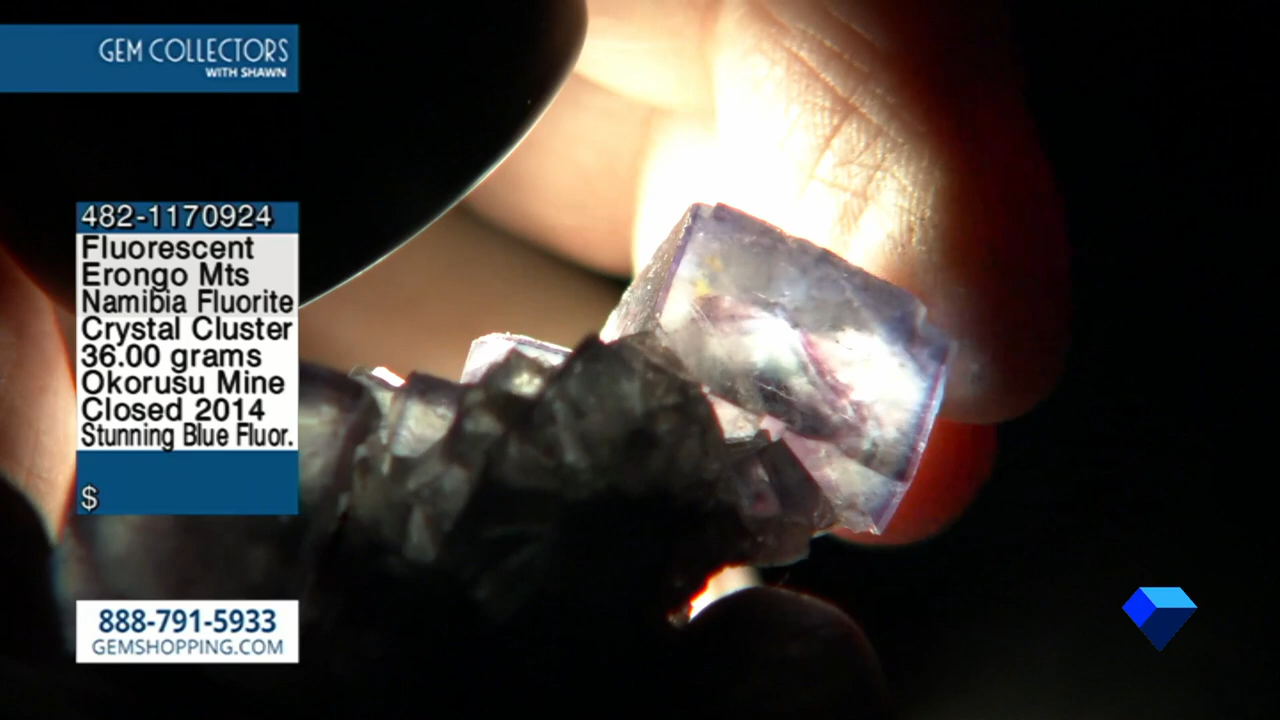 GEM COLLECTORS
WITH SHAWN
482-1170924
Fluorescent
Erongo Mts
Namibia Fluorite
Crystal Cluster
36.00 grams
Okorusu Mine
Closed 2014
Stunning Blue Fluor.
$
888-791-5933
GEMSHOPPING.COM